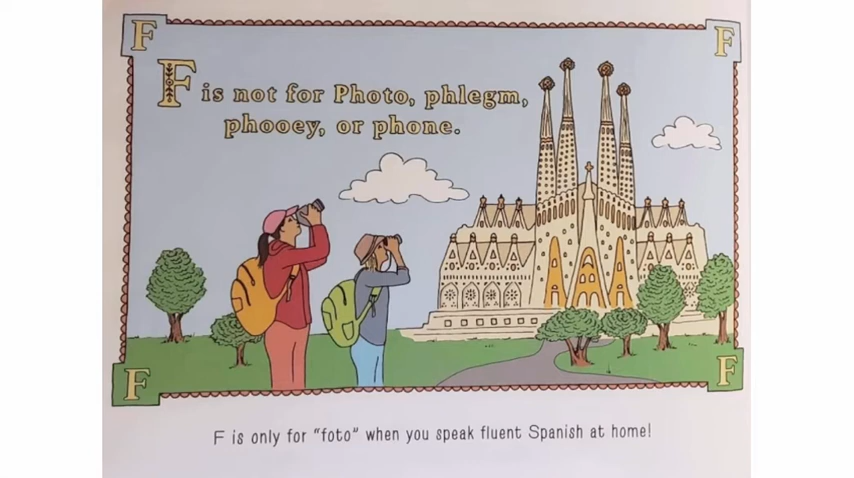 F F
F is not for Photo, phlegm,
phooey, or phone.
F F
F is only for "foto" when you speak fluent Spanish at home!